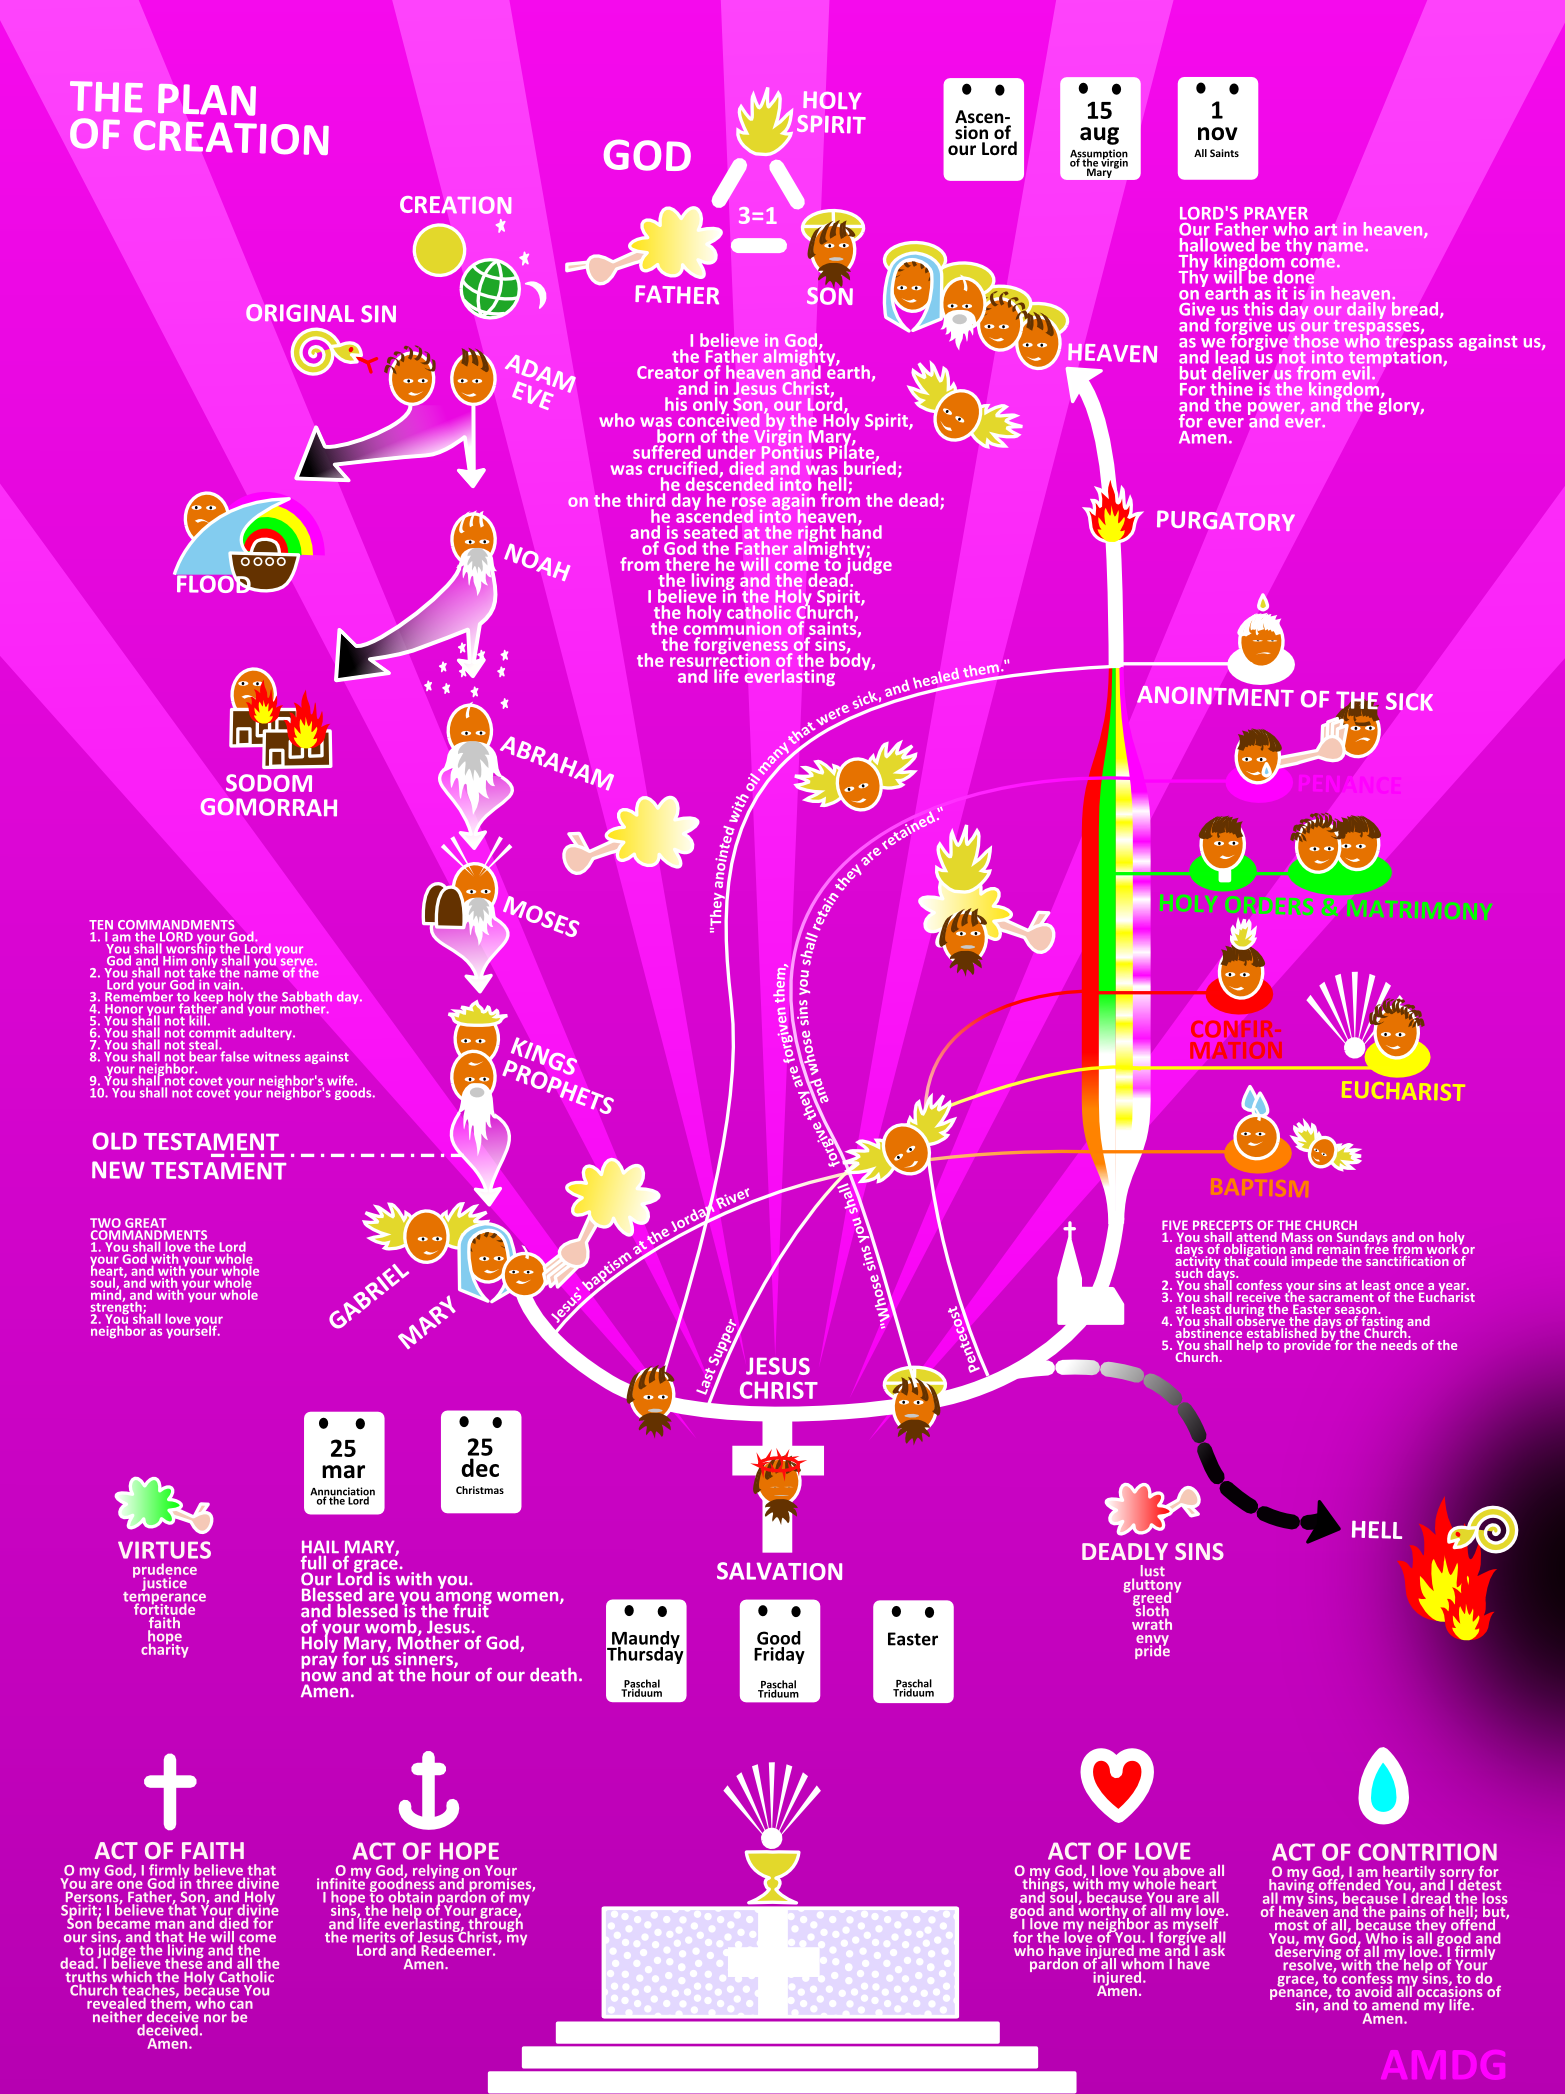 THE PLAN
OF CREATION
GOD
HOLY
SPIRIT
3=1
FATHER
SON
Ascen-
sion of
our Lord
15
aug
Assumption
of the virgin
Mary
1
nov
All Saints
CREATION
ORIGINAL SIN
ADAM
EVE
HEAVEN
LORD'S PRAYER
Our Father who art in heaven,
hallowed be thy name.
Thy kingdom come.
Thy will be done
on earth as it is in heaven.
Give us this day our daily bread,
and forgive us our trespasses,
as we forgive those who trespass against us,
and lead us not into temptation,
but deliver us from evil.
For thine is the kingdom,
and the power, and the glory,
for ever and ever.
Amen.
I believe in God,
the Father almighty,
Creator of heaven and earth,
and in Jesus Christ,
his only Son, our Lord,
who was conceived by the Holy Spirit,
born of the Virgin Mary,
suffered under Pontius Pilate,
was crucified, died and was buried;
he descended into hell;
on the third day he rose again from the dead;
he ascended into heaven,
and is seated at the right hand
of God the Father almighty;
from there he will come to judge
the living and the dead.
I believe in the Holy Spirit,
the holy catholic Church,
the communion of saints,
the forgiveness of sins,
the resurrection of the body,
and life everlasting
FLOOD
NOAH
PURGATORY
SODOM
GOMORRAH
ABRAHAM
MOSES
"They anointed with oil many that were sick, and healed them."
ANOINTMENT OF THE SICK
PENANCE
HOLY ORDERS & MATRIMONY
CONFIR-
MATION
EUCHARIST
BAPTISM
"Whose sins you shall forgive they are forgiven them,
and whose sins you shall retain they are retained."
TEN COMMANDMENTS
1. I am the LORD your God.
You shall worship the Lord your
God and Him only shall you serve.
2. You shall not take the name of the
Lord your God in vain.
3. Remember to keep holy the Sabbath day.
4. Honor your father and your mother.
5. You shall not kill.
6. You shall not commit adultery.
7. You shall not steal.
8. You shall not bear false witness against
your neighbor.
9. You shall not covet your neighbor's wife.
10. You shall not covet your neighbor's goods.
KINGS
PROPHETS
OLD TESTAMENT
NEW TESTAMENT
TWO GREAT
COMMANDMENTS
1. You shall love the Lord
your God with your whole
heart, and with your whole
soul, and with your whole
mind, and with your whole
strength;
2. You shall love your
neighbor as yourself.
GABRIEL
MARY
Jesus' baptism at the Jordan River
Last Supper
Pentecost
JESUS
CHRIST
SALVATION
FIVE PRECEPTS OF THE CHURCH
1. You shall attend Mass on Sundays and on holy
days of obligation and remain free from work or
activity that could impede the sanctification of
such days.
2. You shall confess your sins at least once a year.
3. You shall receive the sacrament of the Eucharist
at least during the Easter season.
4. You shall observe the days of fasting and
abstinence established by the Church.
5. You shall help to provide for the needs of the
Church.
25
mar
Annunciation
of the Lord
25
dec
Christmas
VIRTUES
prudence
justice
temperance
fortitude
faith
hope
charity
HAIL MARY,
full of grace.
Our Lord is with you.
Blessed are you among women,
and blessed is the fruit
of your womb, Jesus.
Holy Mary, Mother of God,
pray for us sinners,
now and at the hour of our death.
Amen.
Maundy
Thursday
Paschal
Triduum
Good
Friday
Paschal
Triduum
Easter
Paschal
Triduum
DEADLY SINS
lust
gluttony
greed
sloth
wrath
envy
pride
HELL
ACT OF FAITH
O my God, I firmly believe that
You are one God in three divine
Persons, Father, Son, and Holy
Spirit; I believe that Your divine
Son became man and died for
our sins, and that He will come
to judge the living and the
dead. I believe these and all the
truths which the Holy Catholic
Church teaches, because You
revealed them, who can
neither deceive nor be
deceived.
Amen.
ACT OF HOPE
O my God, relying on Your
infinite goodness and promises,
I hope to obtain pardon of my
sins, the help of Your grace,
and life everlasting, through
the merits of Jesus Christ, my
Lord and Redeemer.
Amen.
ACT OF LOVE
O my God, I love You above all
things, with my whole heart
and soul, because You are all
good and worthy of all my love.
I love my neighbor as myself
for the love of You. I forgive all
who have injured me and I ask
pardon of all whom I have
injured.
Amen.
ACT OF CONTRITION
O my God, I am heartily sorry for
having offended You, and I detest
all my sins, because I dread the loss
of heaven and the pains of hell; but,
most of all, because they offend
You, my God, Who is all good and
deserving of all my love. I firmly
resolve, with the help of Your
grace, to confess my sins, to do
penance, to avoid all occasions of
sin, and to amend my life.
Amen.
AMDG